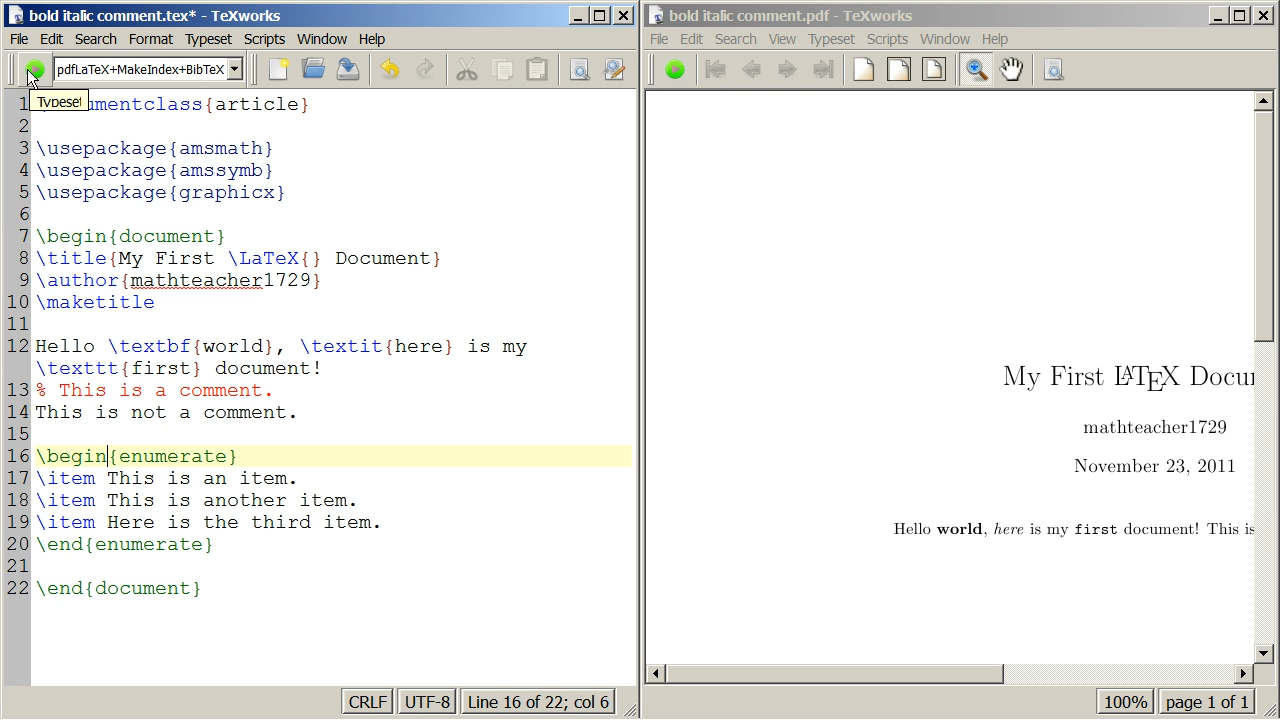 bold italic comment.tex* - TeXworks
File Edit Search Format Typeset Scripts Window Help
pdfLaTeX+MakeIndex+BibTeX
Typeset
1 umentclass{article}
2
3 \usepackage{amsmath}
4 \usepackage{amssymb}
5 \usepackage{graphicx}
6
7 \begin{document}
8 \title{My First \LaTeX{} Document}
9 \author{mathteacher1729}
10 \maketitle
11
12 Hello \textbf{world}, \textit{here} is my
\texttt{first} document!
13 % This is a comment.
14 This is not a comment.
15
16 \begin{enumerate}
17 \item This is an item.
18 \item This is another item.
19 \item Here is the third item.
20 \end{enumerate}
21
22 \end{document}
CRLF UTF-8 Line 16 of 22; col 6
bold italic comment.pdf - TeXworks
File Edit Search View Typeset Scripts Window Help
My First LATEX Docu
mathteacher1729
November 23, 2011
Hello world, here is my first document! This is
100% page 1 of 1